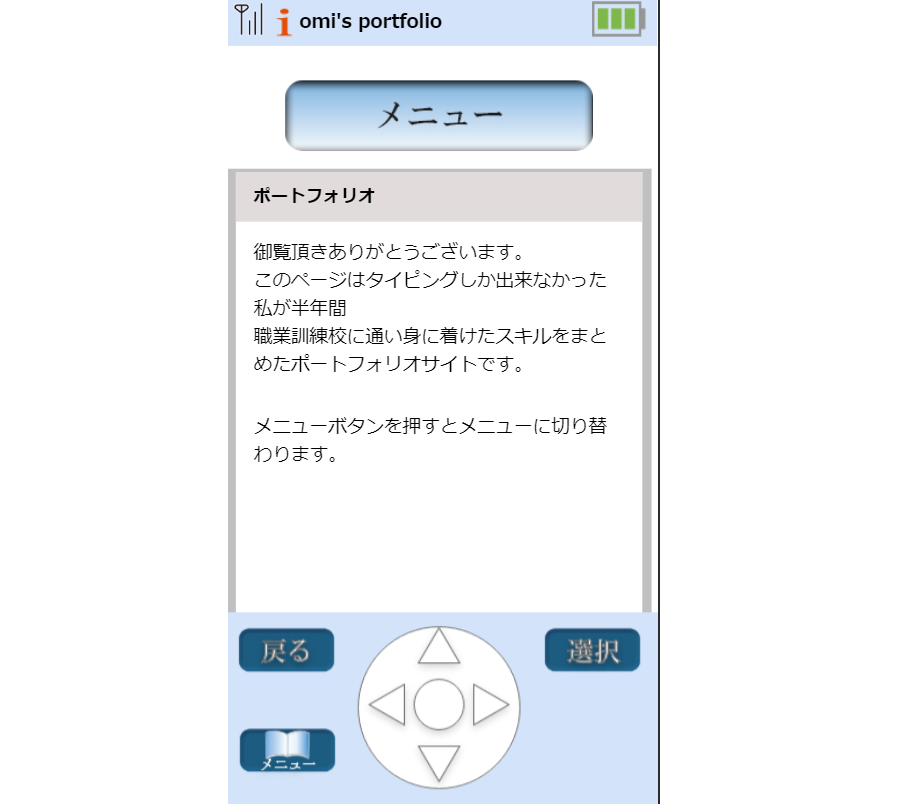 i omi's portfolio
メニュー
ポートフォリオ
御覧頂きありがとうございます。
このページはタイピングしか出来なかった
私が半年間
職業訓練校に通い身に着けたスキルをまと
めたポートフォリオサイトです。
メニューボタンを押すとメニューに切り替
わります。
戻る
選択
メニュー